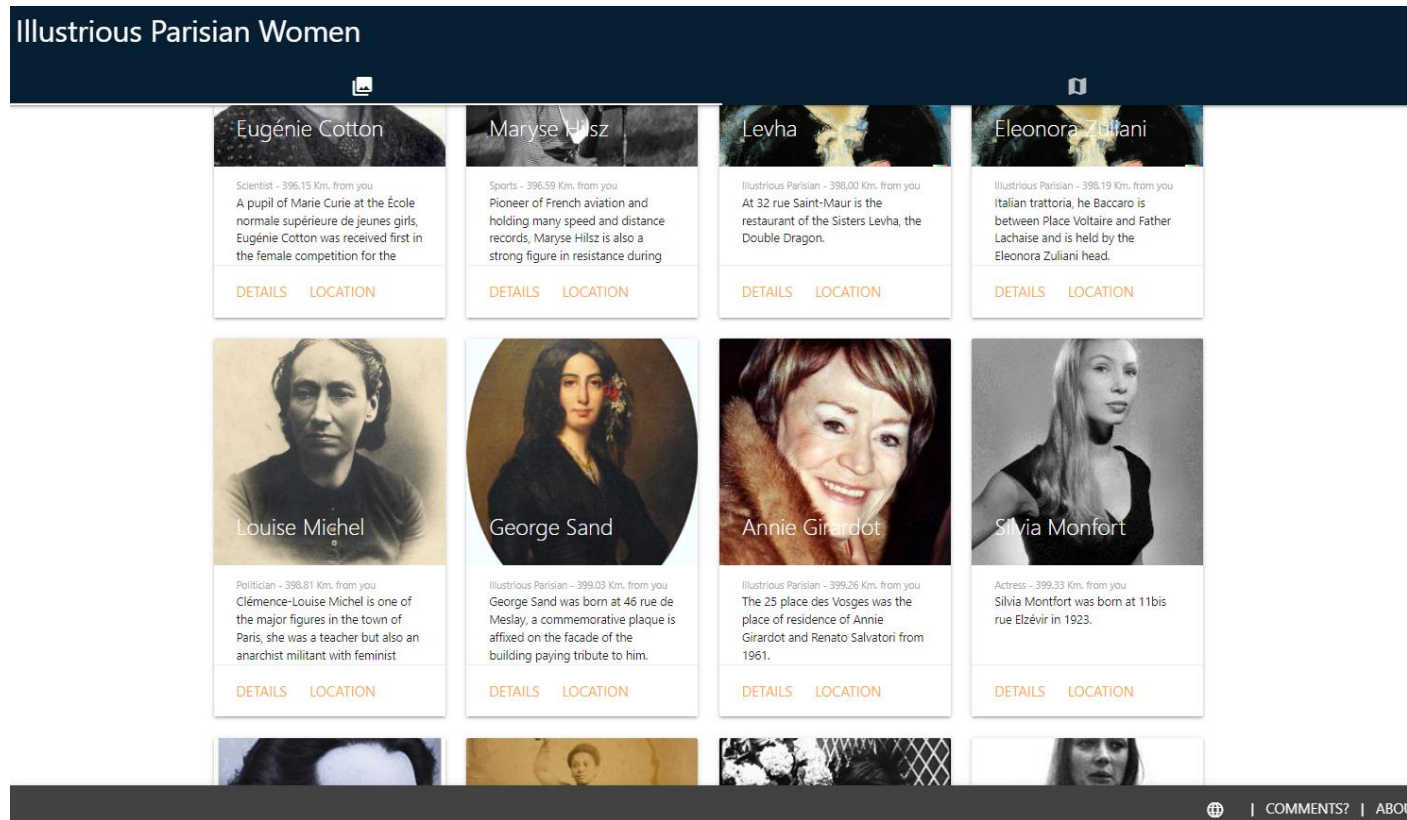 Illustrious Parisian Women
Eugénie Cotton
Scientist - 396.15 Km. from you
A pupil of Marie Curie at the École
normale supérieure de jeunes girls,
Eugénie Cotton was received first in
the female competition for the
DETAILS LOCATION
Maryse Hilsz
Sports - 396.59 Km. from you
Pioneer of French aviation and
holding many speed and distance
records, Maryse Hilsz is also a
strong figure in resistance during
DETAILS LOCATION
Levha
Illustrious Parisian - 398.00 Km. from you
At 32 rue Saint-Maur is the
restaurant of the Sisters Levha, the
Double Dragon.
DETAILS LOCATION
Eleonora Zuliani
Illustrious Parisian - 398.19 Km. from you
Italian trattoria, he Baccaro is
between Place Voltaire and Father
Lachaise and is held by the
Eleonora Zuliani head.
DETAILS LOCATION
Louise Michel
Politician - 398.81 Km. from you
Clémence-Louise Michel is one of
the major figures in the town of
Paris, she was a teacher but also an
anarchist militant with feminist
DETAILS LOCATION
George Sand
Illustrious Parisian - 399.03 Km. from you
George Sand was born at 46 rue de
Meslay, a commemorative plaque is
affixed on the facade of the
building paying tribute to him.
DETAILS LOCATION
Annie Girardot
Illustrious Parisian - 399.26 Km. from you
The 25 place des Vosges was the
place of residence of Annie
Girardot and Renato Salvatori from
1961.
DETAILS LOCATION
Silvia Monfort
Actress - 399.33 Km. from you
Silvia Montfort was born at 11bis
rue Elzévir in 1923.
DETAILS LOCATION
| COMMENTS? | ABOU